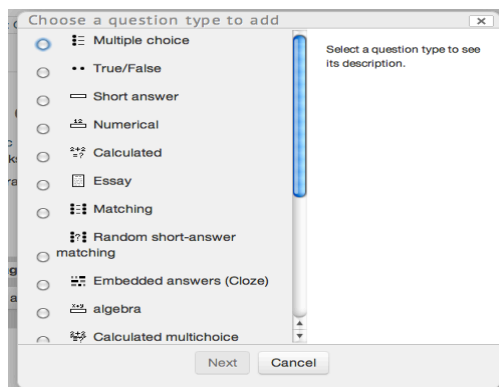 Choose a question type to add
Multiple choice
True/False
Short answer
Numerical
Calculated
Essay
Matching
Random short-answer
matching
Embedded answers (Cloze)
algebra
Calculated multichoice
Select a question type to see
its description.
Next
Cancel